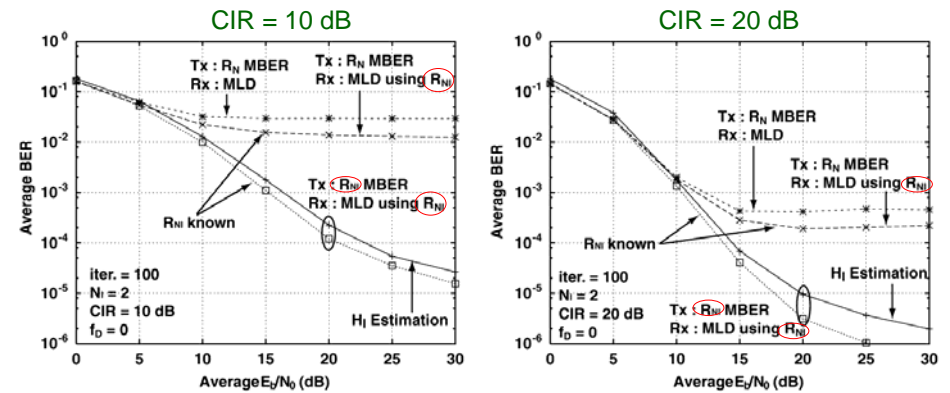 CIR = 10 dB
10^0
10^-1
10^-2
10^-3
10^-4
10^-5
10^-6
Average BER
Tx : R_N MBER
Rx : MLD
Tx : R_N MBER
Rx : MLD using R_NI
R_NI known
Tx : R_NI MBER
Rx : MLD using R_NI
iter. = 100
N_I = 2
CIR = 10 dB
f_D = 0
H_I Estimation
0 5 10 15 20 25 30
Average E_b/N_0 (dB)
CIR = 20 dB
10^0
10^-1
10^-2
10^-3
10^-4
10^-5
10^-6
Average BER
Tx : R_N MBER
Rx : MLD
Tx : R_N MBER
Rx : MLD using R_NI
R_NI known
iter. = 100
N_I = 2
CIR = 20 dB
f_D = 0
H_I Estimation
Tx : R_NI MBER
Rx : MLD using R_NI
0 5 10 15 20 25 30
Average E_b/N_0 (dB)